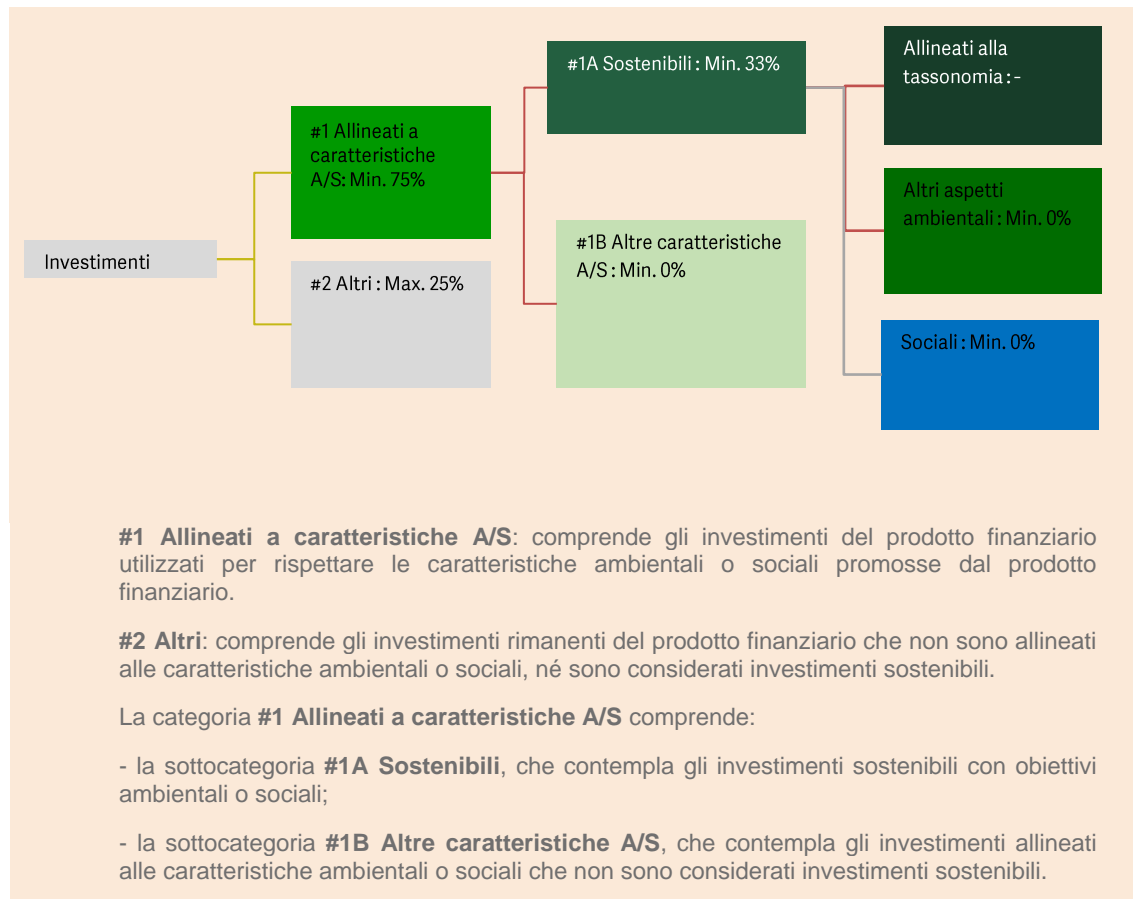 Investimenti
#1 Allineati a
caratteristiche
A/S: Min. 75%
#2 Altri : Max. 25%
#1A Sostenibili : Min. 33%
#1B Altre caratteristiche
A/S : Min. 0%
Allineati alla
tassonomia : -
Altri aspetti
ambientali : Min. 0%
Sociali : Min. 0%
#1 Allineati a caratteristiche A/S: comprende gli investimenti del prodotto finanziario
utilizzati per rispettare le caratteristiche ambientali o sociali promosse dal prodotto
finanziario.
#2 Altri: comprende gli investimenti rimanenti del prodotto finanziario che non sono allineati
alle caratteristiche ambientali o sociali, né sono considerati investimenti sostenibili.
La categoria #1 Allineati a caratteristiche A/S comprende:
- la sottocategoria #1A Sostenibili, che contempla gli investimenti sostenibili con obiettivi
ambientali o sociali;
- la sottocategoria #1B Altre caratteristiche A/S, che contempla gli investimenti allineati
alle caratteristiche ambientali o sociali che non sono considerati investimenti sostenibili.